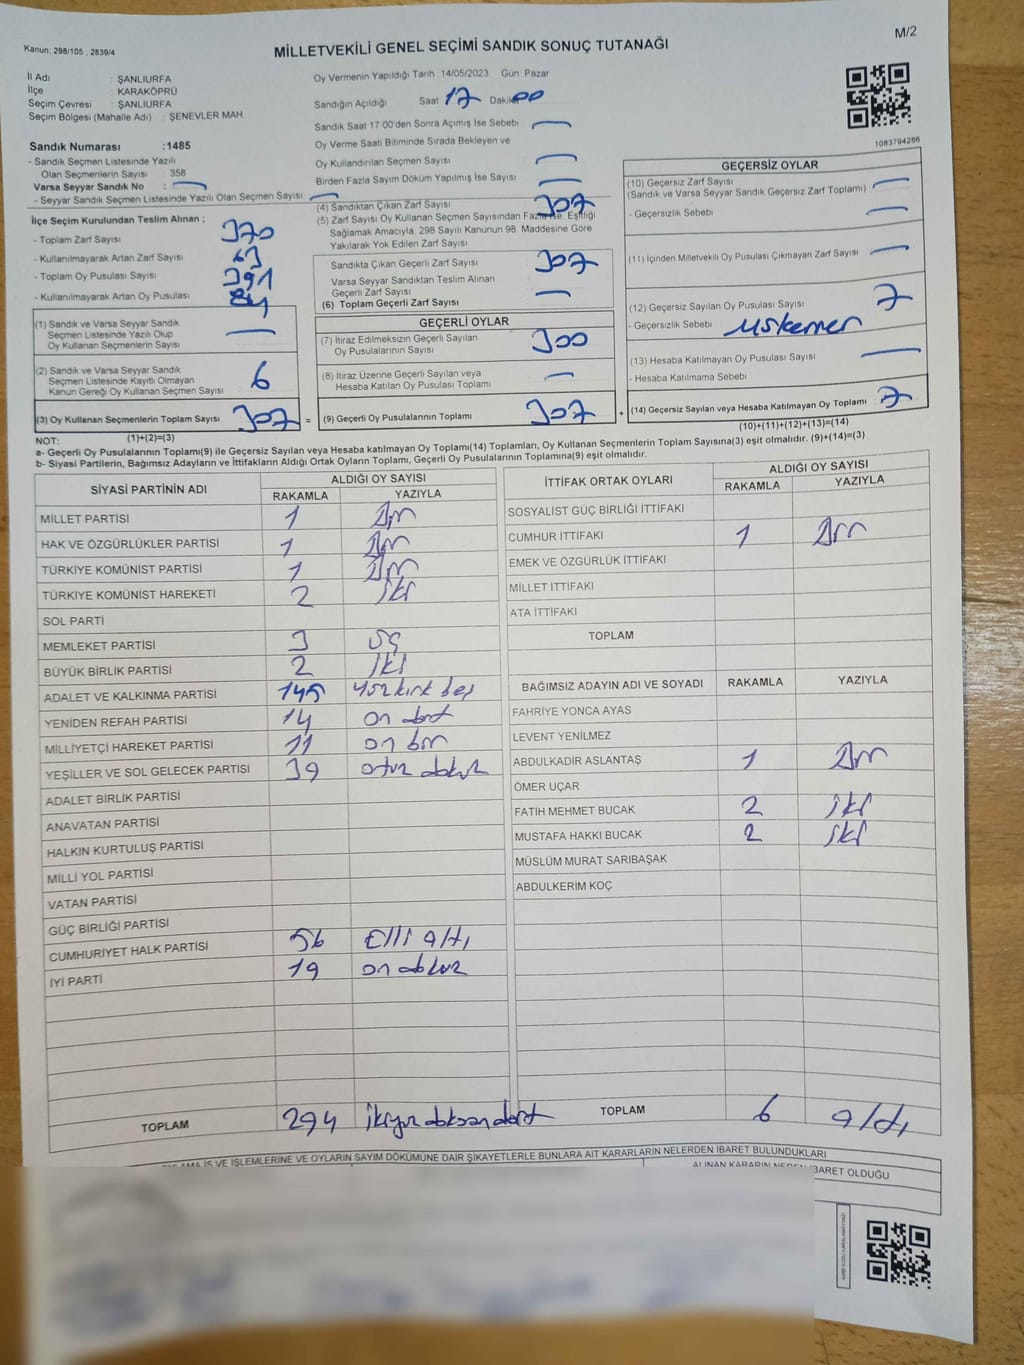 Kanun: 298/105 , 2839/4
MİLLETVEKİLİ GENEL SEÇİMİ SANDIK SONUÇ TUTANAĞI
M/2
İl Adı : ŞANLIURFA
İlçe : KARAKÖPRÜ
Seçim Çevresi : ŞANLIURFA
Seçim Bölgesi (Mahalle Adı) : ŞENEVLER MAH
Sandık Numarası :1485
- Sandık Seçmen Listesinde Yazılı
Olan Seçmenlerin Sayısı : 358
Varsa Seyyar Sandık No :
- Seyyar Sandık Seçmen Listesinde Yazılı Olan Seçmen Sayısı
Oy Vermenin Yapıldığı Tarih :14/05/2023 Gün: Pazar
Sandığın Açıldığı Saat 17 Dakika 00
Sandık Saat 17:00'den Sonra Açımış İse Sebebi
Oy Verme Saati Bitiminde Sırada Bekleyen ve
Oy Kullandırılan Seçmen Sayısı
Birden Fazla Sayım Döküm Yapılmış İse Sayısı
1083794286
İlçe Seçim Kurulundan Teslim Alınan ;
- Toplam Zarf Sayısı 370
- Kullanılmayarak Artan Zarf Sayısı 63
- Toplam Oy Pusulası Sayısı 391
- Kullanılmayarak Artan Oy Pusulası 84
(1) Sandık ve Varsa Seyyar Sandık
Seçmen Listesinde Yazılı Olup
Oy Kullanan Seçmenlerin Sayısı
(2) Sandık ve Varsa Seyyar Sandık
Seçmen Listesinde Kayıtlı Olmayan
Kanun Gereği Oy Kullanan Seçmen Sayısı 6
(3) Oy Kullanan Seçmenlerin Toplam Sayısı 307 =
(1)+(2)=(3)
(4) Sandıktan Çıkan Zarf Sayısı 307
(5) Zarf Sayısı Oy Kullanan Seçmen Sayısından Fazla ise, Eşitliği
Sağlamak Amacıyla, 298 Sayılı Kanunun 98. Maddesine Göre
Yakılarak Yok Edilen Zarf Sayısı
Sandıkta Çıkan Geçerli Zarf Sayısı 307
Varsa Seyyar Sandıktan Teslim Alınan
Geçerli Zarf Sayısı
(6) Toplam Geçerli Zarf Sayısı
GEÇERLİ OYLAR
(7) İtiraz Edilmeksizin Geçerli Sayılan
Oy Pusulalarının Sayısı 300
(8) İtiraz Üzerine Geçerli Sayılan veya
Hesaba Katılan Oy Pusulası Toplamı
(9) Geçerli Oy Pusulalarının Toplamı 307 +
GEÇERSİZ OYLAR
(10) Geçersiz Zarf Sayısı
(Sandık ve Varsa Seyyar Sandık Geçersiz Zarf Toplamı)
- Geçersizlik Sebebi
(11) İçinden Milletvekili Oy Pusulası Çıkmayan Zarf Sayısı
(12) Geçersiz Sayılan Oy Pusulası Sayısı 7
- Geçersizlik Sebebi
(13) Hesaba Katılmayan Oy Pusulası Sayısı
- Hesaba Katılmama Sebebi
(14) Geçersiz Sayılan veya Hesaba Katılmayan Oy Toplamı 7
(10)+(11)+(12)+(13)=(14)
NOT:
a- Geçerli Oy Pusulalarının Toplamı(9) ile Geçersiz Sayılan veya Hesaba katılmayan Oy Toplamı(14) Toplamları, Oy Kullanan Seçmenlerin Toplam Sayısına(3) eşit olmalıdır. (9)+(14)=(3)
b- Siyasi Partilerin, Bağımsız Adayların ve İttifakların Aldığı Ortak Oyların Toplamı, Geçerli Oy Pusulalarının Toplamına(9) eşit olmalıdır.
SİYASİ PARTİNİN ADI ALDIĞI OY SAYISI
RAKAMLA YAZIYLA
MİLLET PARTİSİ 1 Bir
HAK VE ÖZGÜRLÜKLER PARTİSİ 1 Bir
TÜRKİYE KOMÜNİST PARTİSİ 1 Bir
TÜRKİYE KOMÜNİST HAREKETİ 2 iki
SOL PARTİ
MEMLEKET PARTİSİ 3 üç
BÜYÜK BİRLİK PARTİSİ 2 iki
ADALET VE KALKINMA PARTİSİ 145 yüz kırk beş
YENİDEN REFAH PARTİSİ 14 on dört
MİLLİYETÇİ HAREKET PARTİSİ 11 on bir
YEŞİLLER VE SOL GELECEK PARTİSİ 39 otuz dokuz
ADALET BİRLİK PARTİSİ
ANAVATAN PARTİSİ
HALKIN KURTULUŞ PARTİSİ
MİLLİ YOL PARTİSİ
VATAN PARTİSİ
GÜÇ BİRLİĞİ PARTİSİ
CUMHURİYET HALK PARTİSİ 56 Elli altı
İYİ PARTİ 19 on dokuz
TOPLAM 294 ikiyüz doksan dört
İTTİFAK ORTAK OYLARI ALDIĞI OY SAYISI
RAKAMLA YAZIYLA
SOSYALİST GÜÇ BİRLİĞİ İTTİFAKI
CUMHUR İTTİFAKI 1 Bir
EMEK VE ÖZGÜRLÜK İTTİFAKI
MİLLET İTTİFAKI
ATA İTTİFAKI
TOPLAM
BAĞIMSIZ ADAYIN ADI VE SOYADI RAKAMLA YAZIYLA
FAHRİYE YONCA AYAS
LEVENT YENİLMEZ
ABDULKADIR ASLANTAŞ 1 Bir
ÖMER UÇAR
FATİH MEHMET BUCAK 2 iki
MUSTAFA HAKKI BUCAK 2 iki
MÜSLÜM MURAT SARIBAŞAK
ABDULKERİM KOÇ
TOPLAM 6 altı
İŞ VE İŞLEMLERİNE VE OYLARIN SAYIM DÖKÜMÜNE DAİR ŞİKAYETLERLE BUNLARA AİT KARARLARIN NELERDEN İBARET BULUNDUKLARI
ALINAN KARARIN NEDEN İBARET OLDUĞU